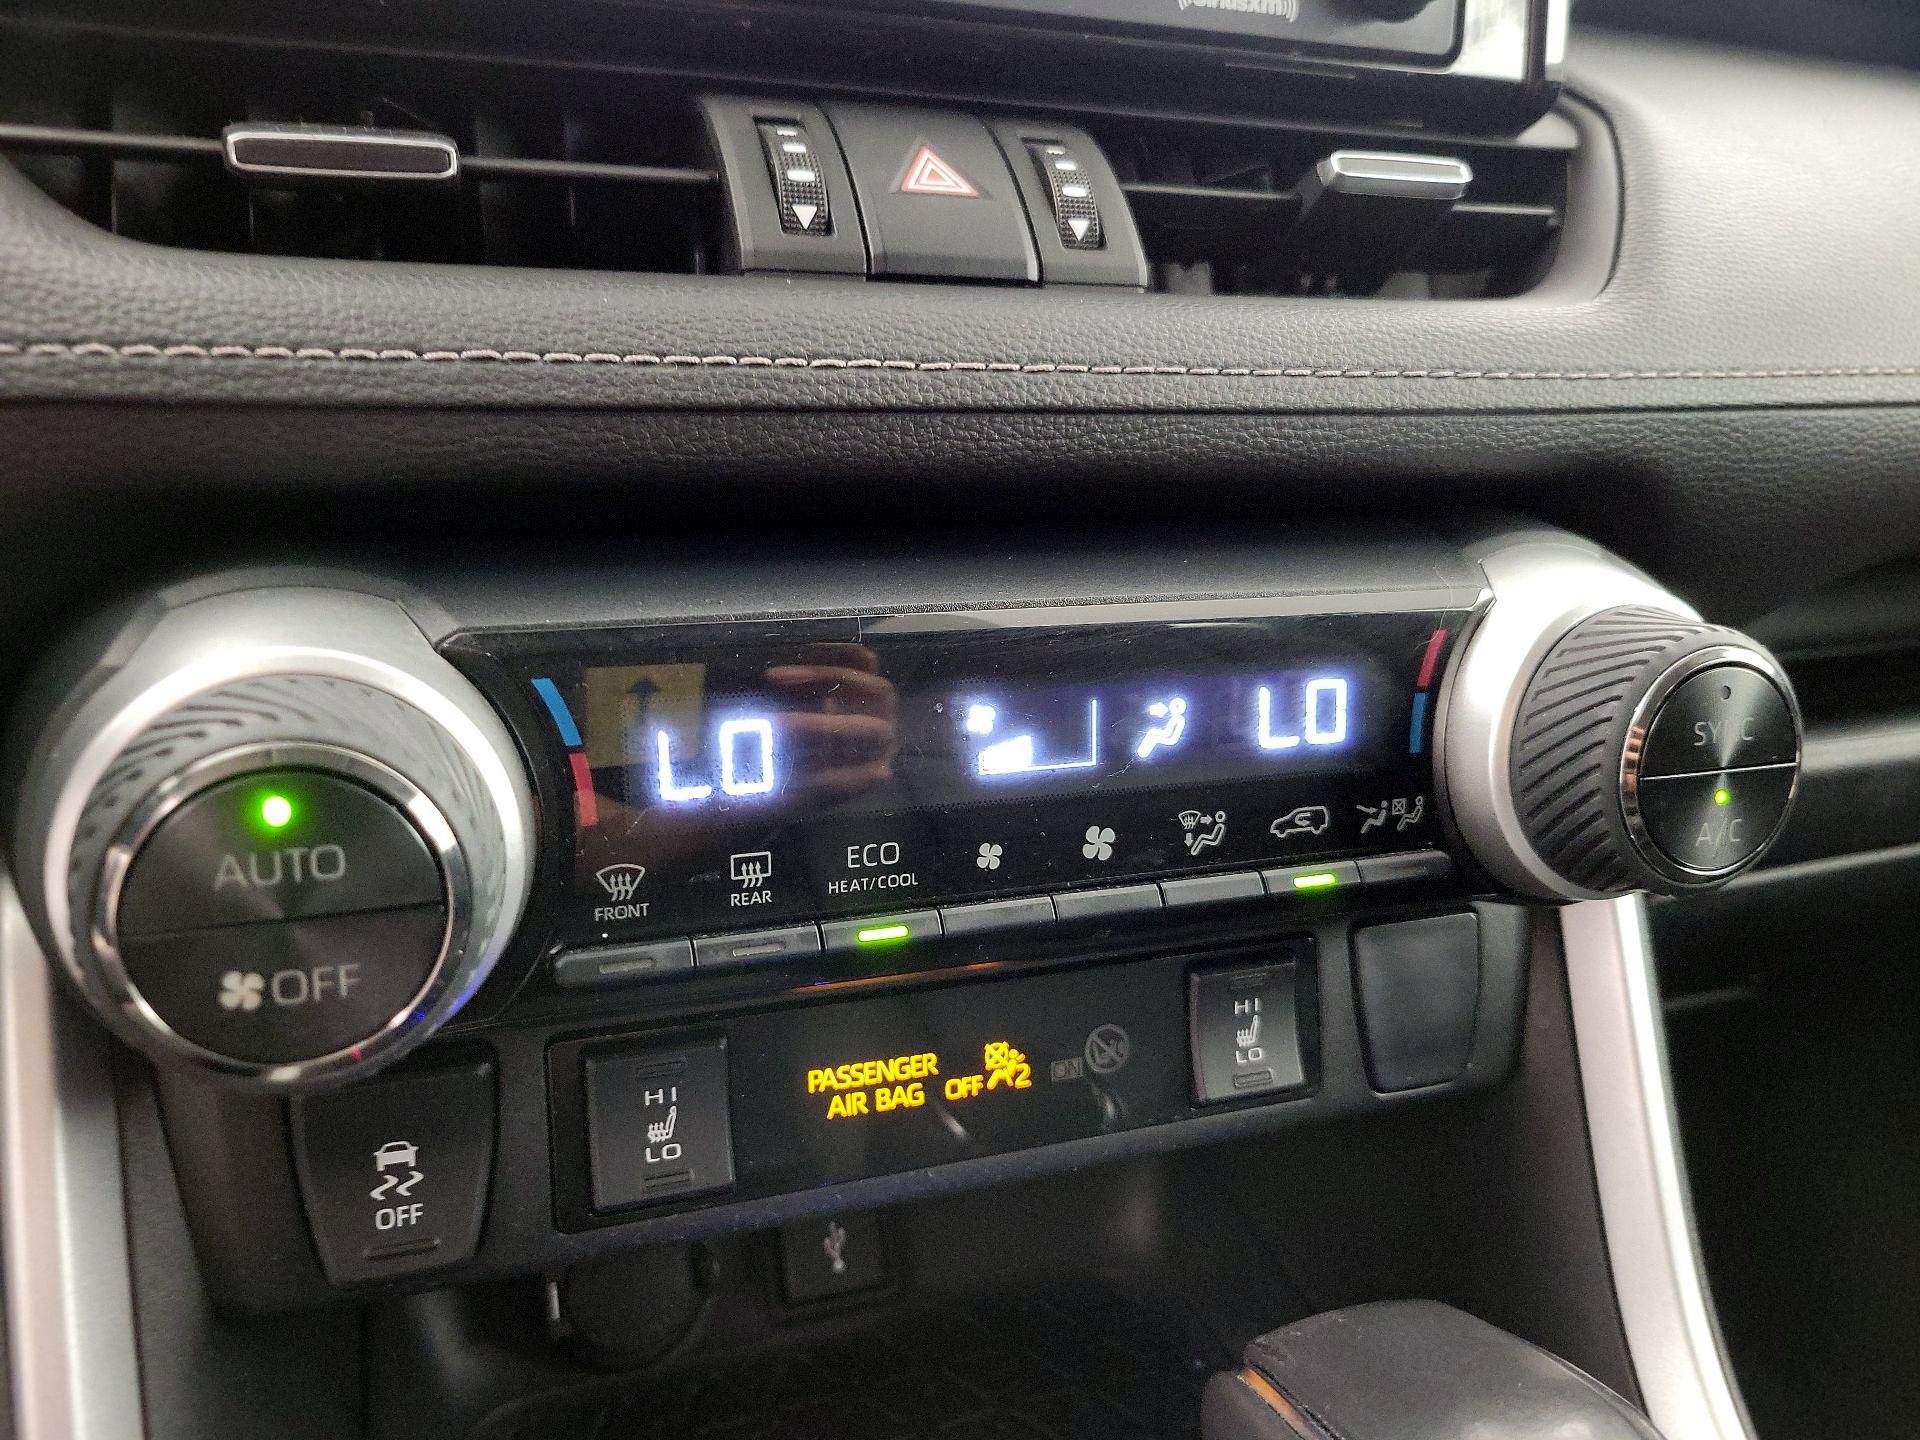 SiriusXM
LO
LO
SYNC
A/C
AUTO
OFF
FRONT
REAR
ECO
HEAT/COOL
HI
LO
PASSENGER
AIR BAG
OFF
2
ON
HI
LO
OFF